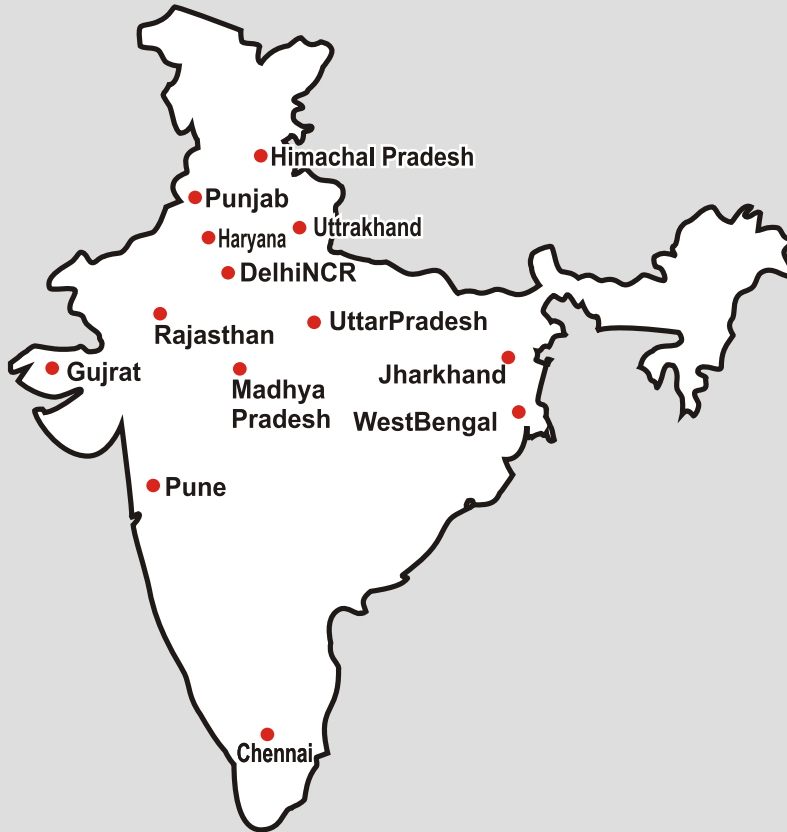 Himachal Pradesh
Punjab
Uttrakhand
Haryana
DelhiNCR
Rajasthan
UttarPradesh
Gujrat
Madhya
Pradesh
Jharkhand
WestBengal
Pune
Chennai